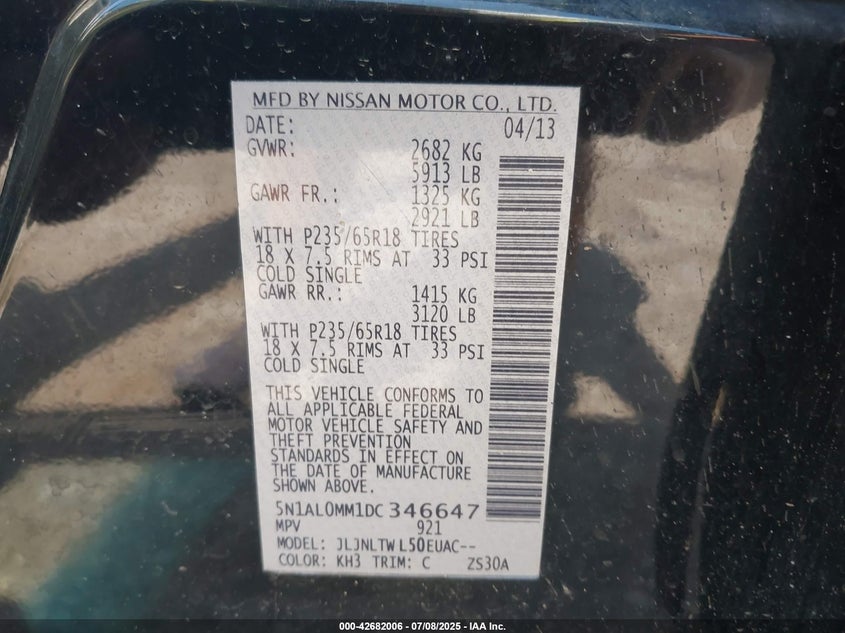 MFD BY NISSAN MOTOR CO., LTD.
DATE: 04/13
GVWR: 2682 KG
5913 LB
GAWR FR.: 1325 KG
2921 LB
WITH P235/65R18 TIRES
18 X 7.5 RIMS AT 33 PSI
COLD SINGLE
GAWR RR.: 1415 KG
3120 LB
WITH P235/65R18 TIRES
18 X 7.5 RIMS AT 33 PSI
COLD SINGLE
THIS VEHICLE CONFORMS TO
ALL APPLICABLE FEDERAL
MOTOR VEHICLE SAFETY AND
THEFT PREVENTION
STANDARDS IN EFFECT ON
THE DATE OF MANUFACTURE
SHOWN ABOVE.
5N1AL0MM1DC346647
MPV 921
MODEL: JLJNLTW L50EUAC--
COLOR: KH3 TRIM: C ZS30A
000-42682006 - 07/08/2025 - IAA Inc.